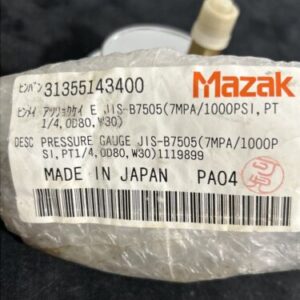 ﾋﾝﾊﾞﾝ 31355143400
Mazak
ﾋﾝﾒｲ ｱﾂﾘｮｸｹｲ E JIS-B7505(7MPA/1000PSI,PT
1/4,OD80,W30)
DESC PRESSURE GAUGE JIS-B7505(7MPA/1000P
SI,PT1/4,OD80,W30)1119899
MADE IN JAPAN PA04